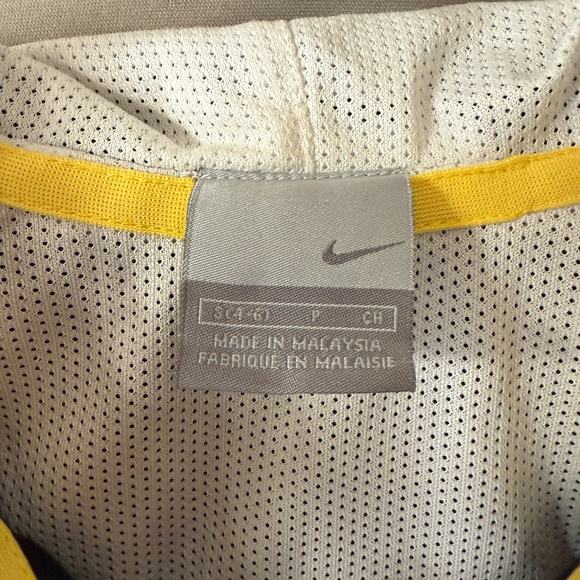 S(4-6) P CH
MADE IN MALAYSIA
FABRIQUE EN MALAISIE